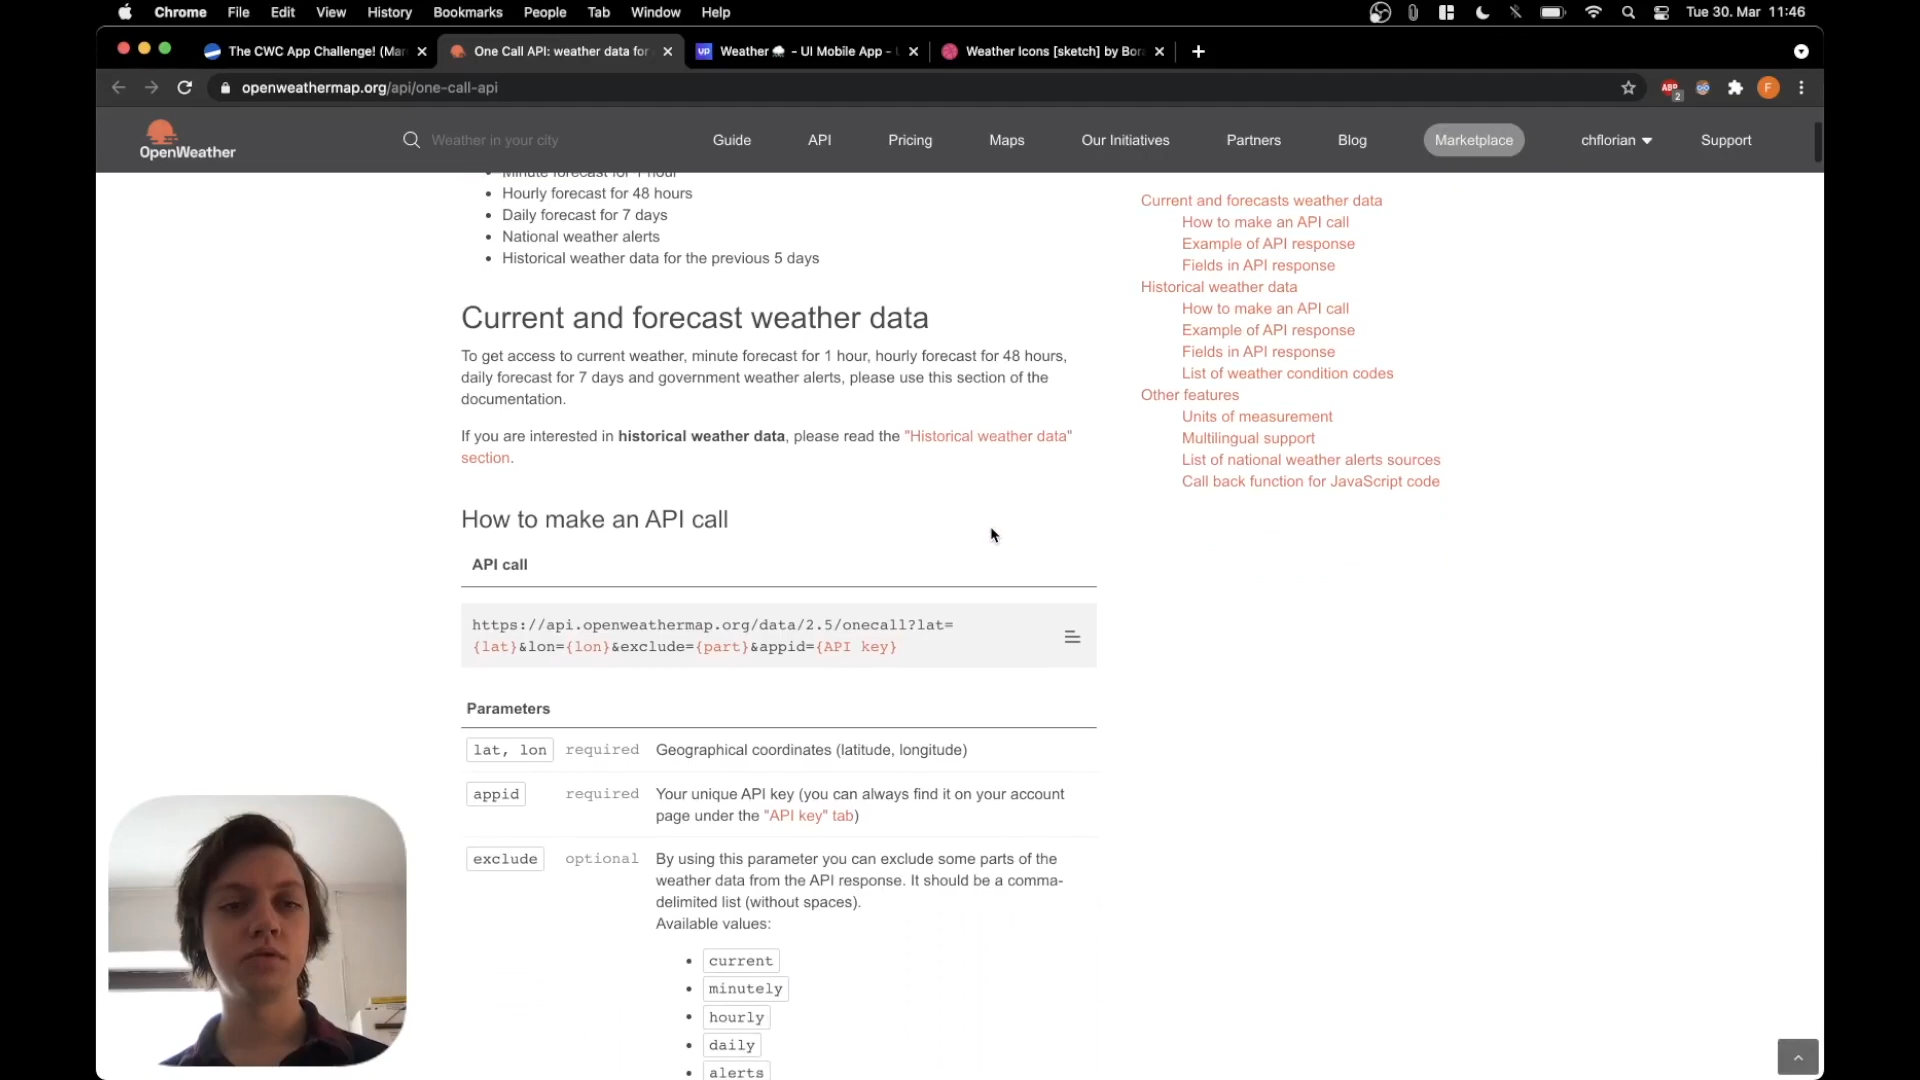 Chrome File Edit View History Bookmarks People Tab Window Help Tue 30. Mar 11:46
The CWC App Challenge! (Mar One Call API: weather data for Weather - UI Mobile App - Weather Icons [sketch] by Bor
openweathermap.org/api/one-call-api ABP 2 F
OpenWeather Weather in your city Guide API Pricing Maps Our Initiatives Partners Blog Marketplace chflorian Support
Minute forecast for 1 hour
Hourly forecast for 48 hours
Daily forecast for 7 days
National weather alerts
Historical weather data for the previous 5 days
Current and forecast weather data
To get access to current weather, minute forecast for 1 hour, hourly forecast for 48 hours,
daily forecast for 7 days and government weather alerts, please use this section of the
documentation.
If you are interested in historical weather data, please read the "Historical weather data"
section.
How to make an API call
API call
https://api.openweathermap.org/data/2.5/onecall?lat=
{lat}&lon={lon}&exclude={part}&appid={API key}
Parameters
lat, lon required Geographical coordinates (latitude, longitude)
appid required Your unique API key (you can always find it on your account
page under the "API key" tab)
exclude optional By using this parameter you can exclude some parts of the
weather data from the API response. It should be a comma-
delimited list (without spaces).
Available values:
current
minutely
hourly
daily
alerts
Current and forecasts weather data
How to make an API call
Example of API response
Fields in API response
Historical weather data
How to make an API call
Example of API response
Fields in API response
List of weather condition codes
Other features
Units of measurement
Multilingual support
List of national weather alerts sources
Call back function for JavaScript code